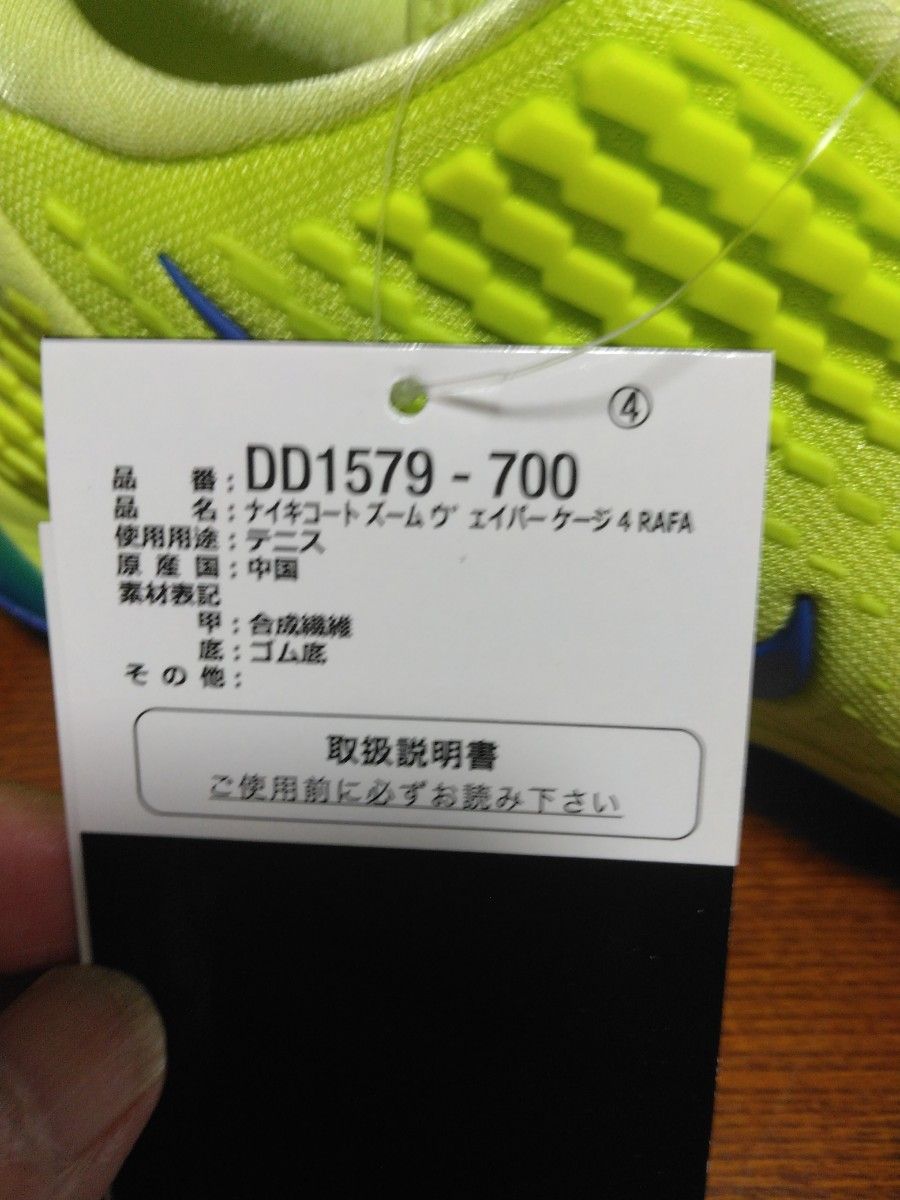 ④
品番:DD1579-700
品名:ナイキコート ズーム ヴェイパー ケージ 4 RAFA
使用用途:テニス
原産国:中国
素材表記
甲:合成繊維
底:ゴム底
その他:
取扱説明書
ご使用前に必ずお読み下さい